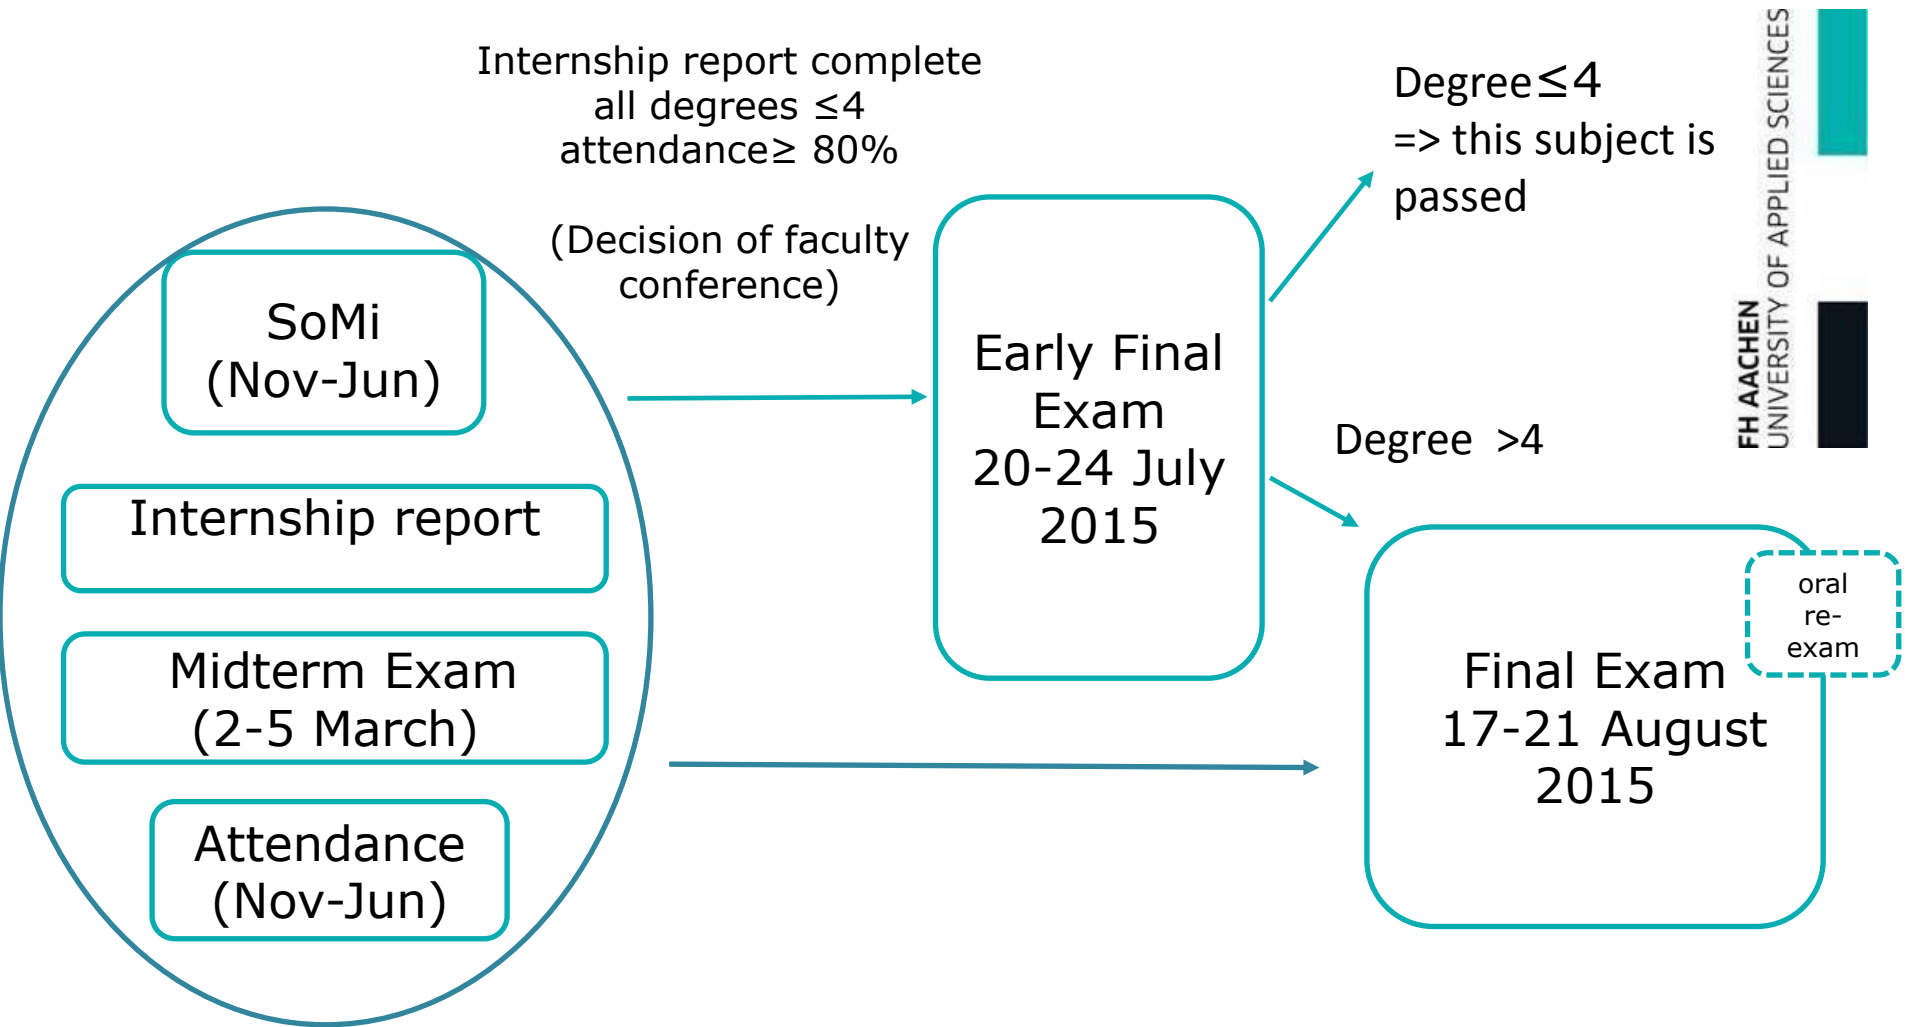 Internship report complete
all degrees ≤4
attendance≥ 80%
(Decision of faculty
conference)
SoMi
(Nov-Jun)
Internship report
Midterm Exam
(2-5 March)
Attendance
(Nov-Jun)
Early Final
Exam
20-24 July
2015
Degree≤4
=> this subject is
passed
Degree >4
Final Exam
17-21 August
2015
oral
re-
exam
FH AACHEN
UNIVERSITY OF APPLIED SCIENCES